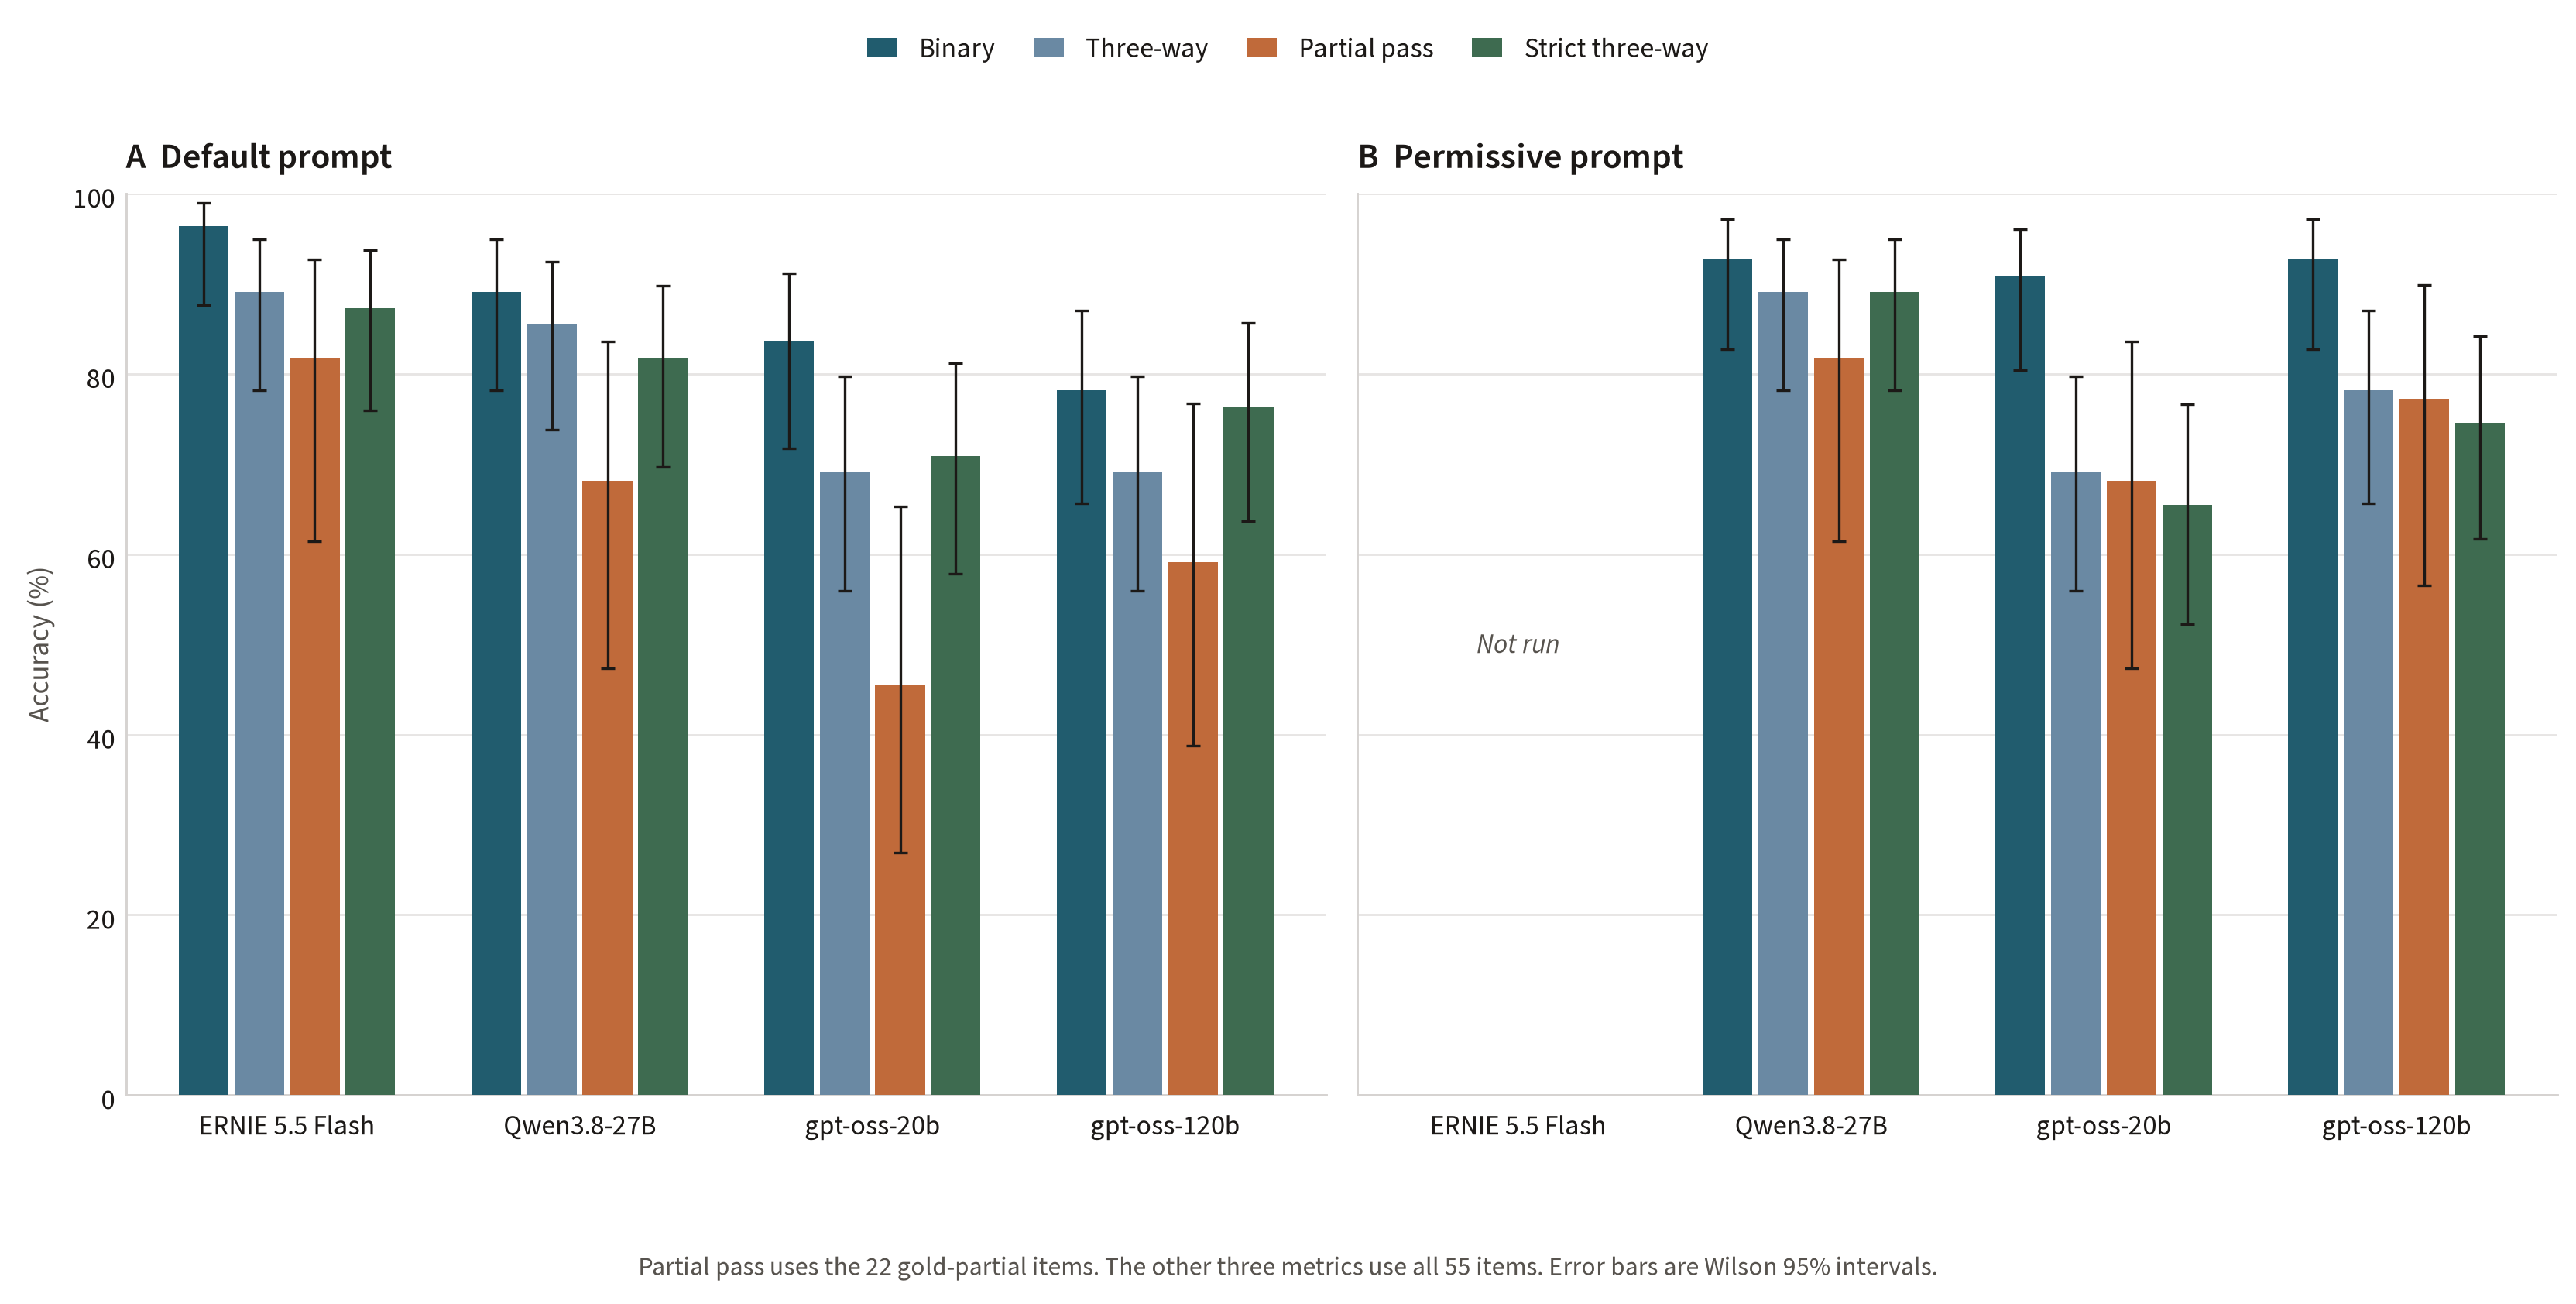 Binary Three-way Partial pass Strict three-way
A Default prompt
B Permissive prompt
Accuracy (%)
100
80
60
40
20
0
Not run
ERNIE 5.5 Flash Qwen3.8-27B gpt-oss-20b gpt-oss-120b
ERNIE 5.5 Flash Qwen3.8-27B gpt-oss-20b gpt-oss-120b
Partial pass uses the 22 gold-partial items. The other three metrics use all 55 items. Error bars are Wilson 95% intervals.